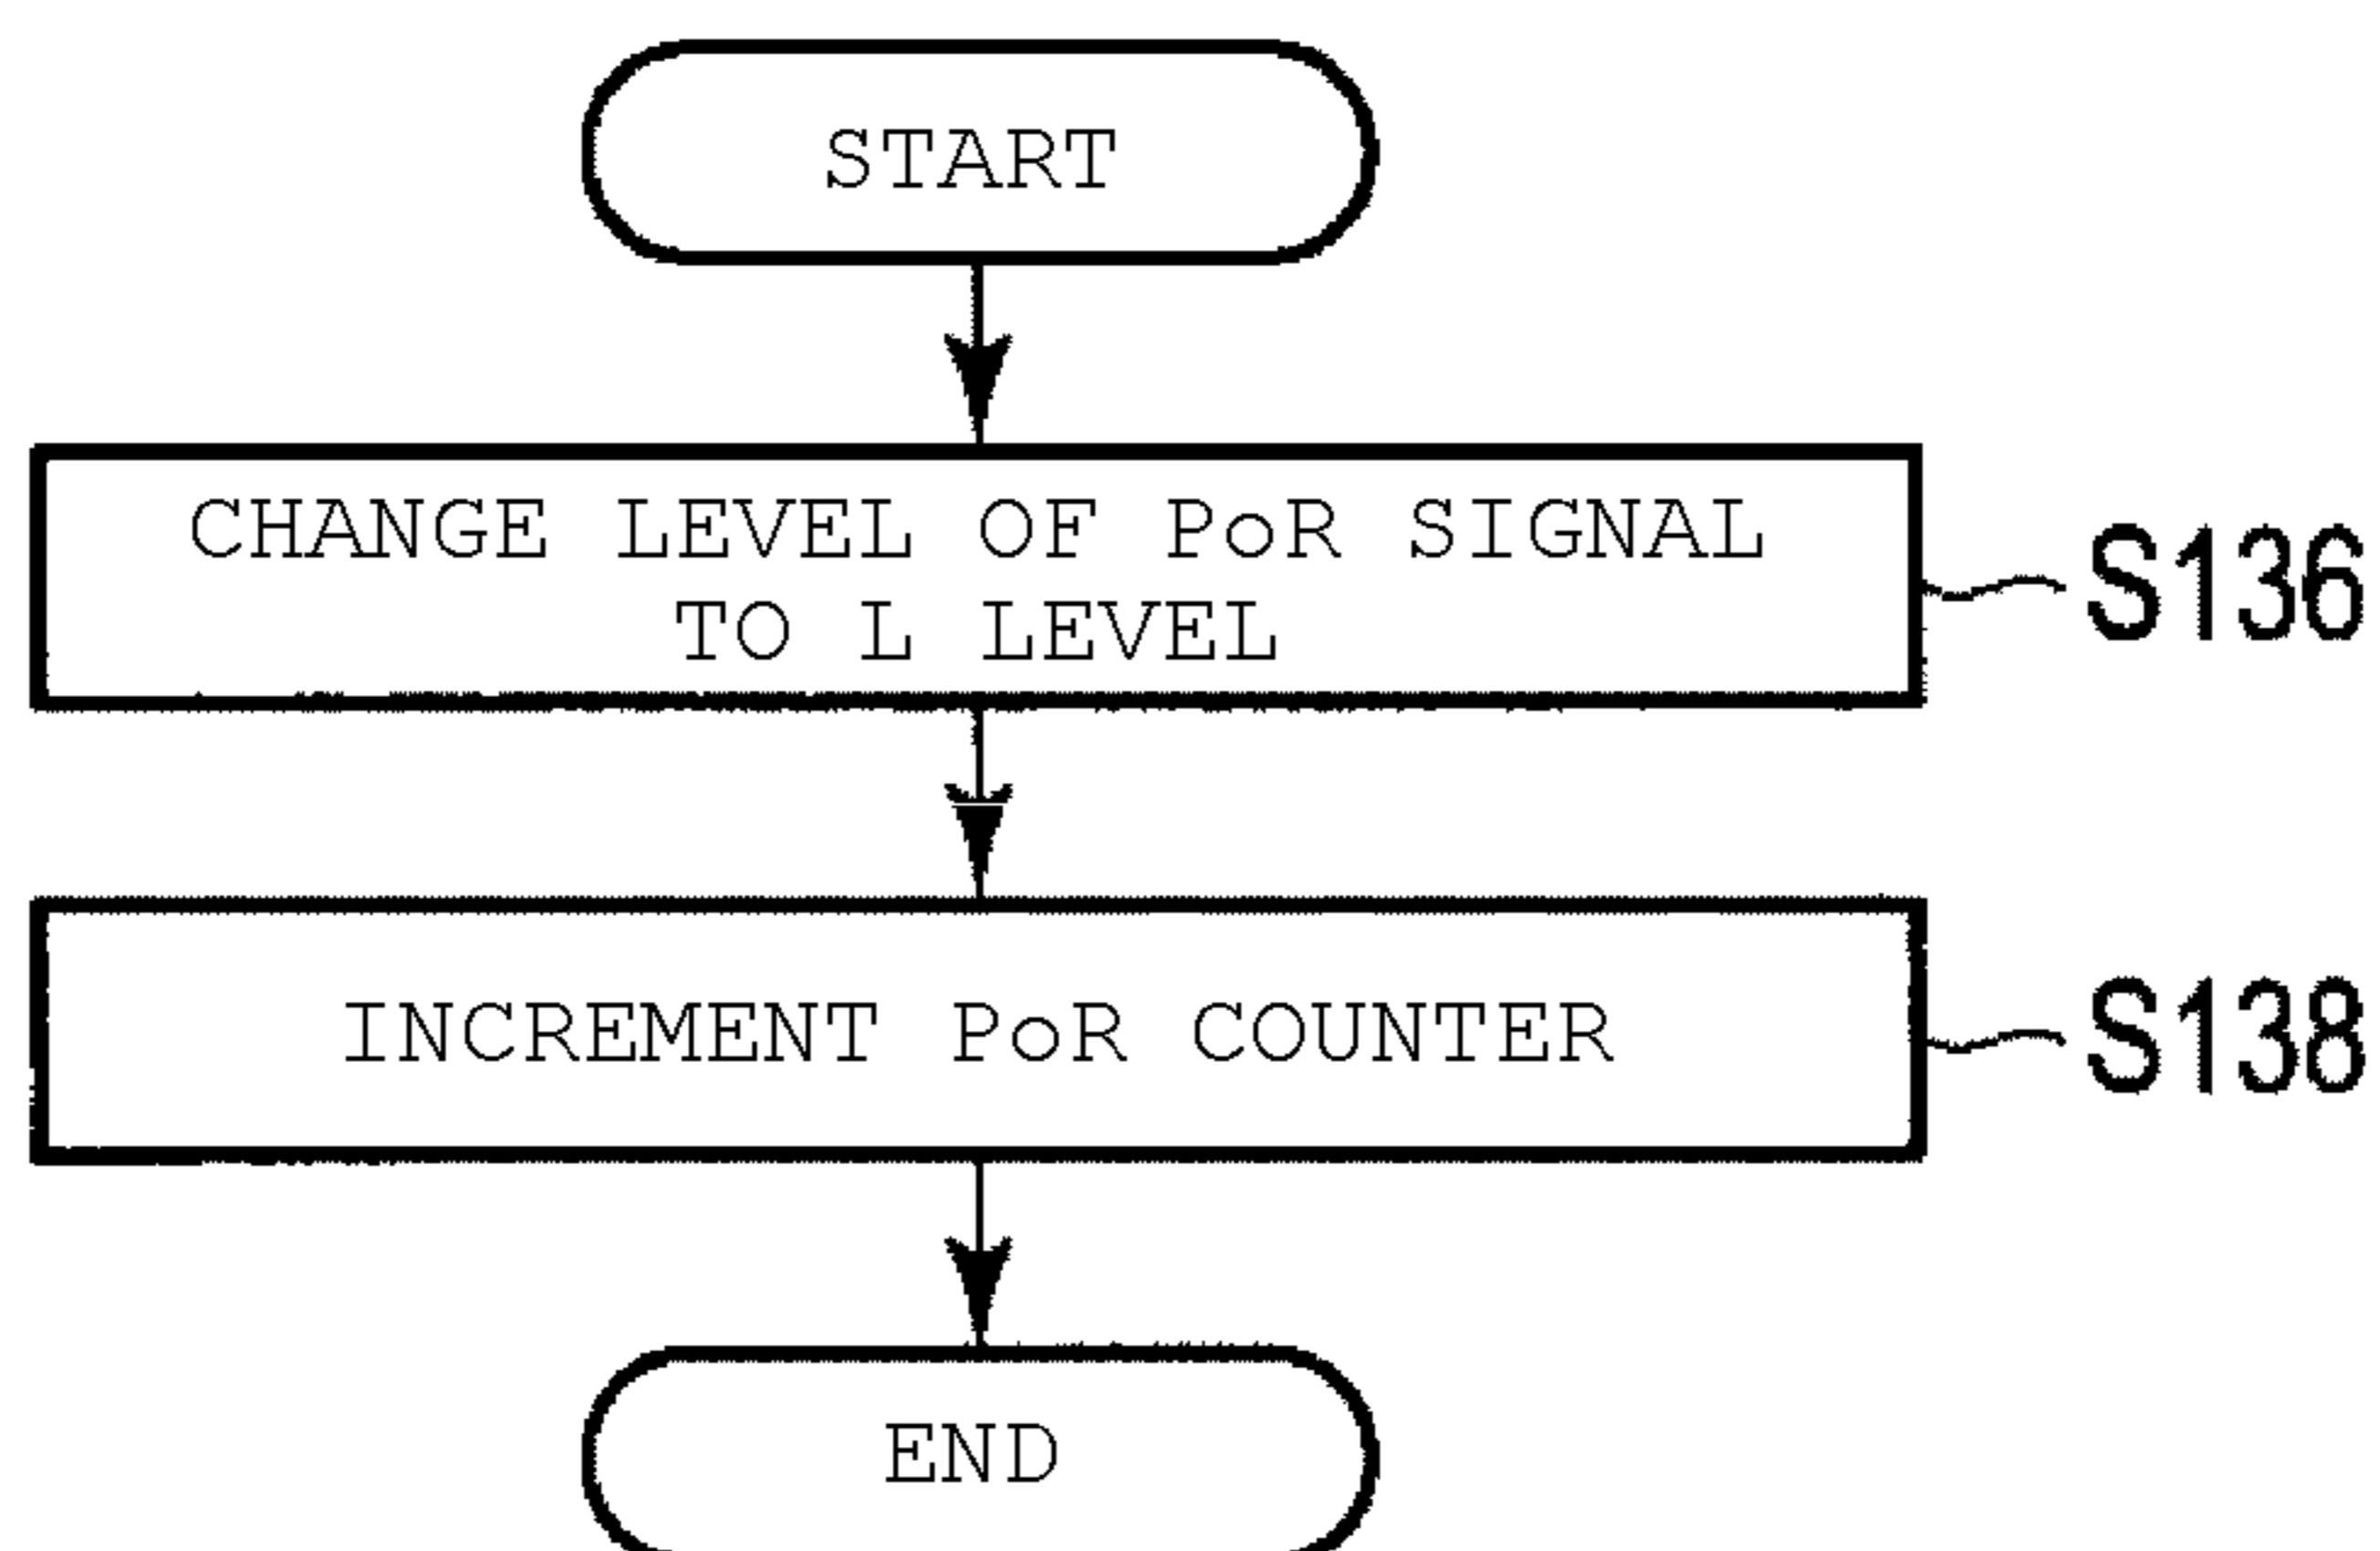 START
CHANGE LEVEL OF PoR SIGNAL
TO L LEVEL
S136
INCREMENT PoR COUNTER
S138
END